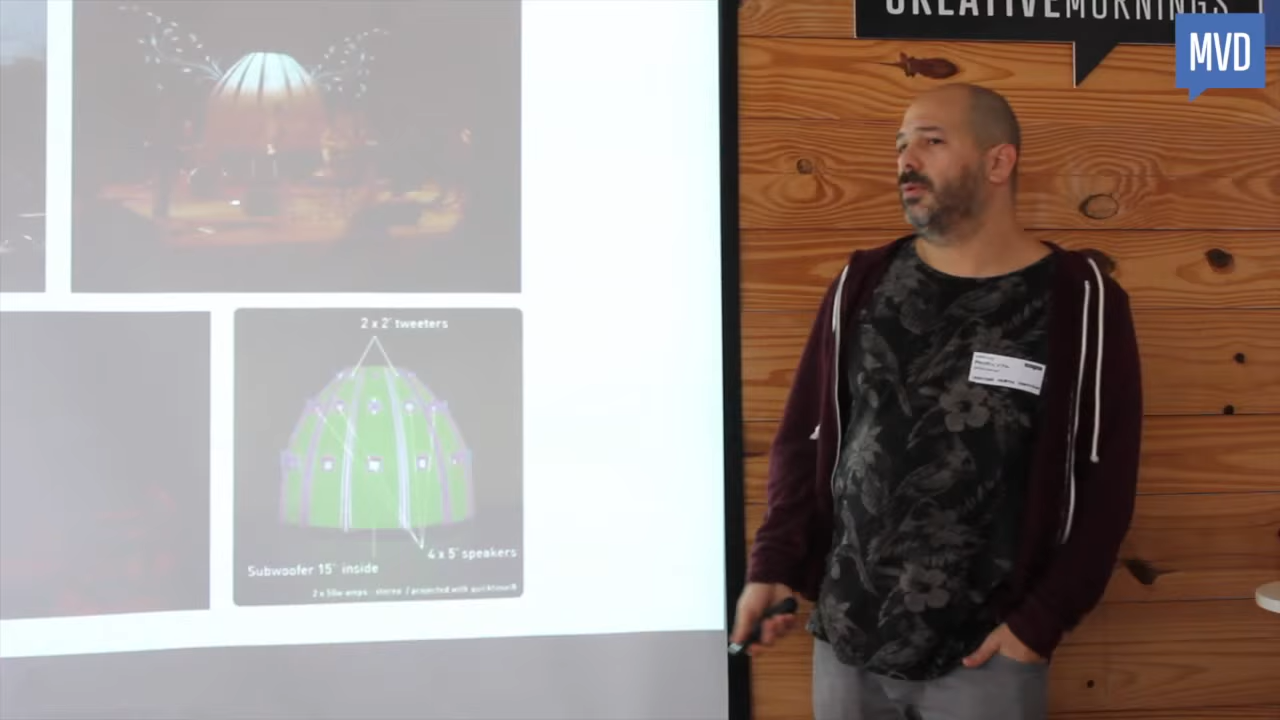 CREATIVEMORNINGS
MVD
2 x 2" tweeters
4 x 5" speakers
Subwoofer 15" inside